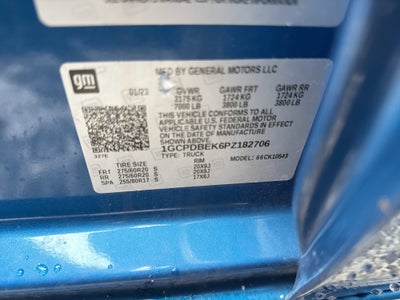 gm
MFD BY GENERAL MOTORS LLC
01/23 GVWR GAWR FRT GAWR RR
3175 KG 1724 KG 1724 KG
7000 LB 3800 LB 3800 LB
THIS VEHICLE CONFORMS TO ALL APPLICABLE
U.S. FEDERAL MOTOR VEHICLE SAFETY AND
THEFT PREVENTION STANDARDS IN EFFECT
ON THE DATE OF MANUFACTURE SHOWN ABOVE.
1GCPDBEK6PZ182706
TYPE: TRUCK MODEL:
TIRE SIZE RIM
FRT 275/60R20 S 20X9J
RR 275/60R20 S 20X9J
SPA 255/80R17 S 17X8J